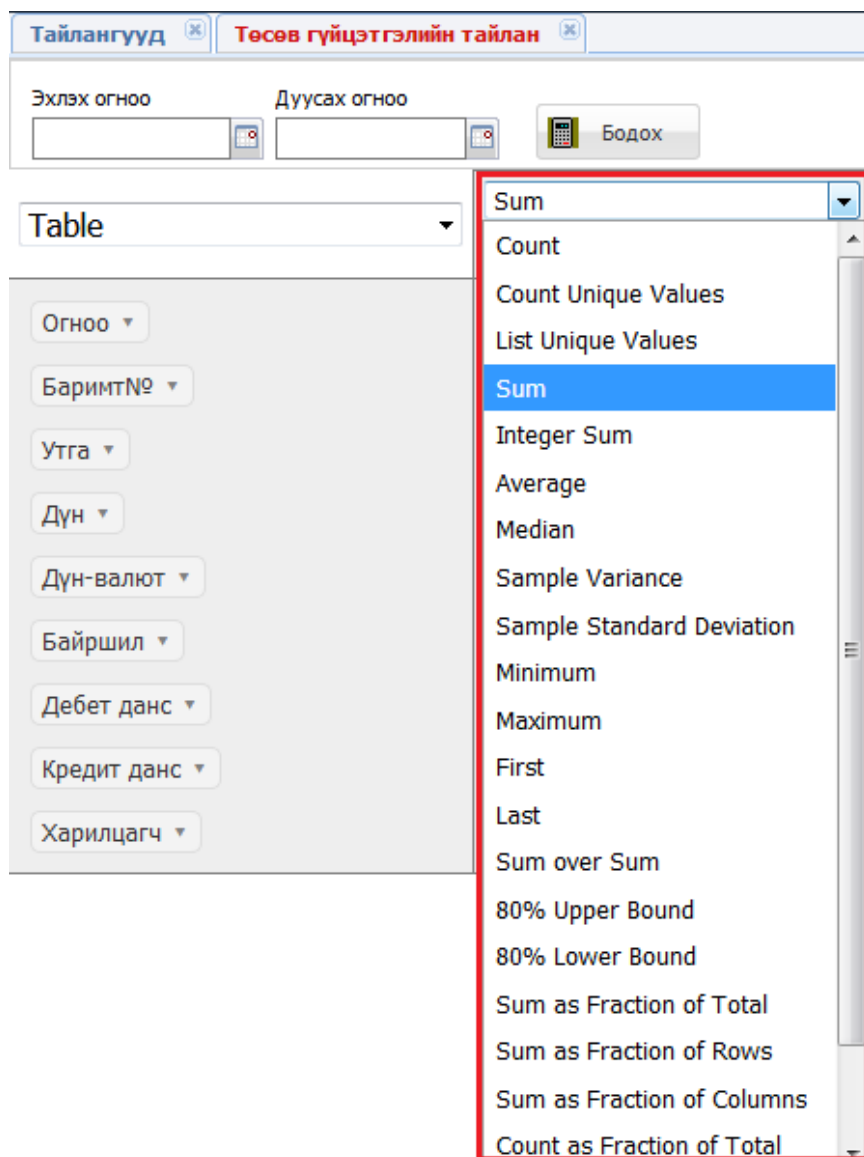 Тайлангууд Төсөв гүйцэтгэлийн тайлан
Эхлэх огноо Дуусах огноо
Бодох
Table
Sum
Count
Count Unique Values
List Unique Values
Sum
Integer Sum
Average
Median
Sample Variance
Sample Standard Deviation
Minimum
Maximum
First
Last
Sum over Sum
80% Upper Bound
80% Lower Bound
Sum as Fraction of Total
Sum as Fraction of Rows
Sum as Fraction of Columns
Count as Fraction of Total
Огноо
Баримт№
Утга
Дүн
Дүн-валют
Байршил
Дебет данс
Кредит данс
Харилцагч